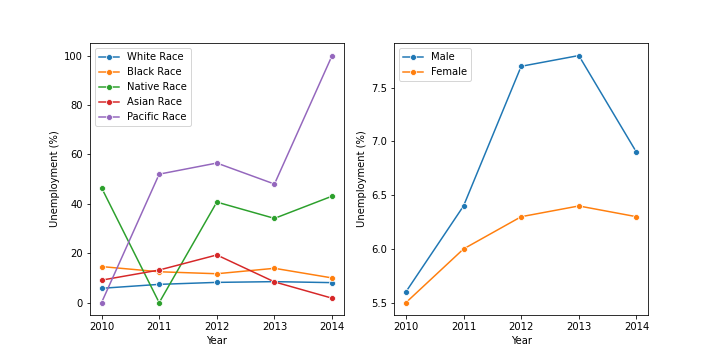 White Race
Black Race
Native Race
Asian Race
Pacific Race
100
80
60
40
20
0
Unemployment (%)
2010 2011 2012 2013 2014
Year
Male
Female
7.5
7.0
6.5
6.0
5.5
Unemployment (%)
2010 2011 2012 2013 2014
Year